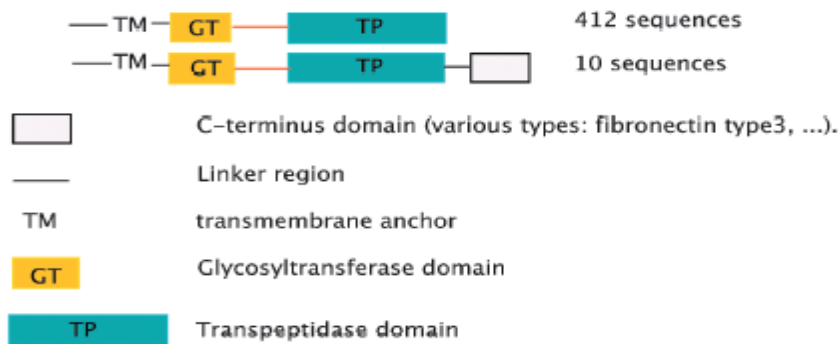 TM GT TP 412 sequences
TM GT TP 10 sequences
C-terminus domain (various types: fibronectin type3, ...).
Linker region
TM transmembrane anchor
GT Glycosyltransferase domain
TP Transpeptidase domain